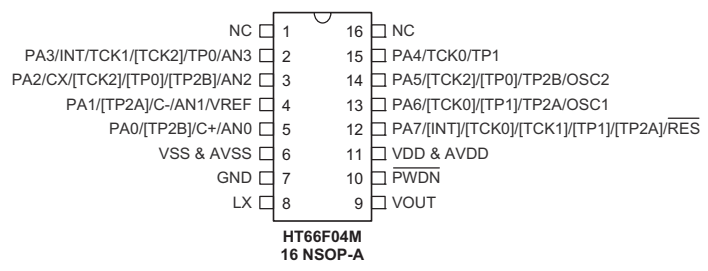 NC 1 16 NC
PA3/INT/TCK1/[TCK2]/TP0/AN3 2 15 PA4/TCK0/TP1
PA2/CX/[TCK2]/[TP0]/[TP2B]/AN2 3 14 PA5/[TCK2]/[TP0]/TP2B/OSC2
PA1/[TP2A]/C-/AN1/VREF 4 13 PA6/[TCK0]/[TP1]/TP2A/OSC1
PA0/[TP2B]/C+/AN0 5 12 PA7/[INT]/[TCK0]/[TCK1]/[TP1]/[TP2A]/RES
VSS & AVSS 6 11 VDD & AVDD
GND 7 10 PWDN
LX 8 9 VOUT
HT66F04M
16 NSOP-A